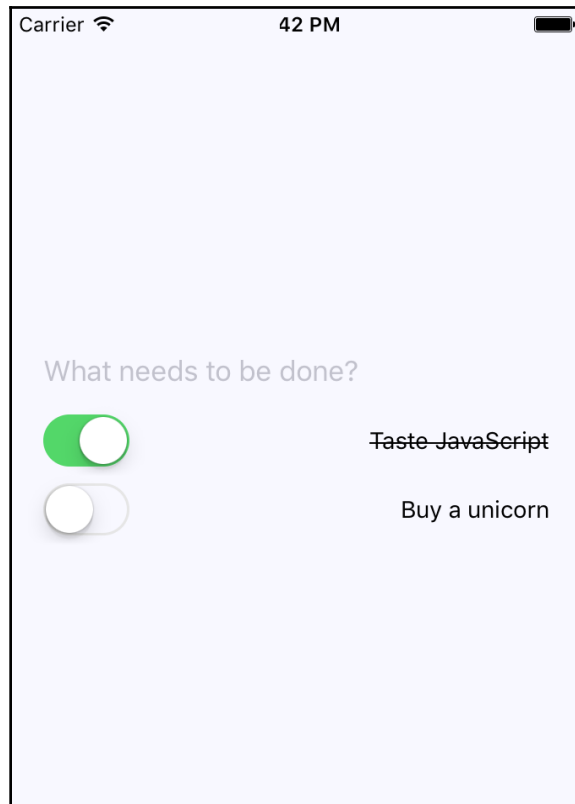 Carrier 42 PM
What needs to be done?
Taste JavaScript
Buy a unicorn